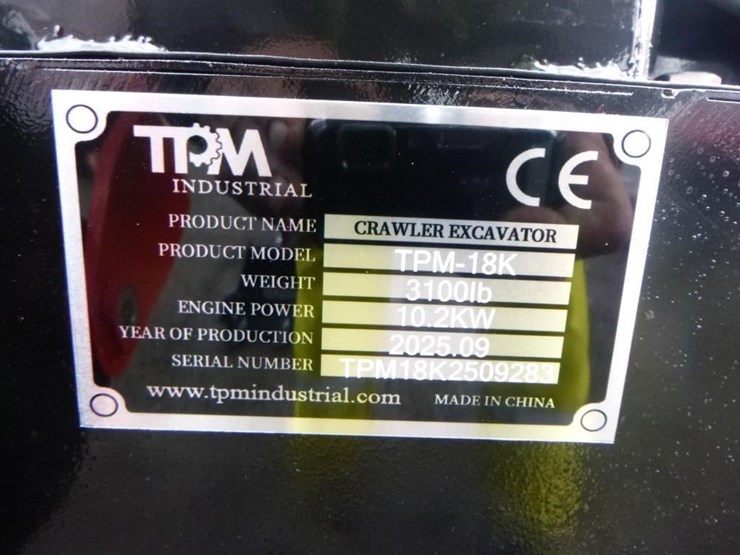 TPM
INDUSTRIAL
CE
PRODUCT NAME CRAWLER EXCAVATOR
PRODUCT MODEL TPM-18K
WEIGHT 3100lb
ENGINE POWER 10.2KW
YEAR OF PRODUCTION 2025.09
SERIAL NUMBER TPM18K2509283
www.tpmindustrial.com MADE IN CHINA